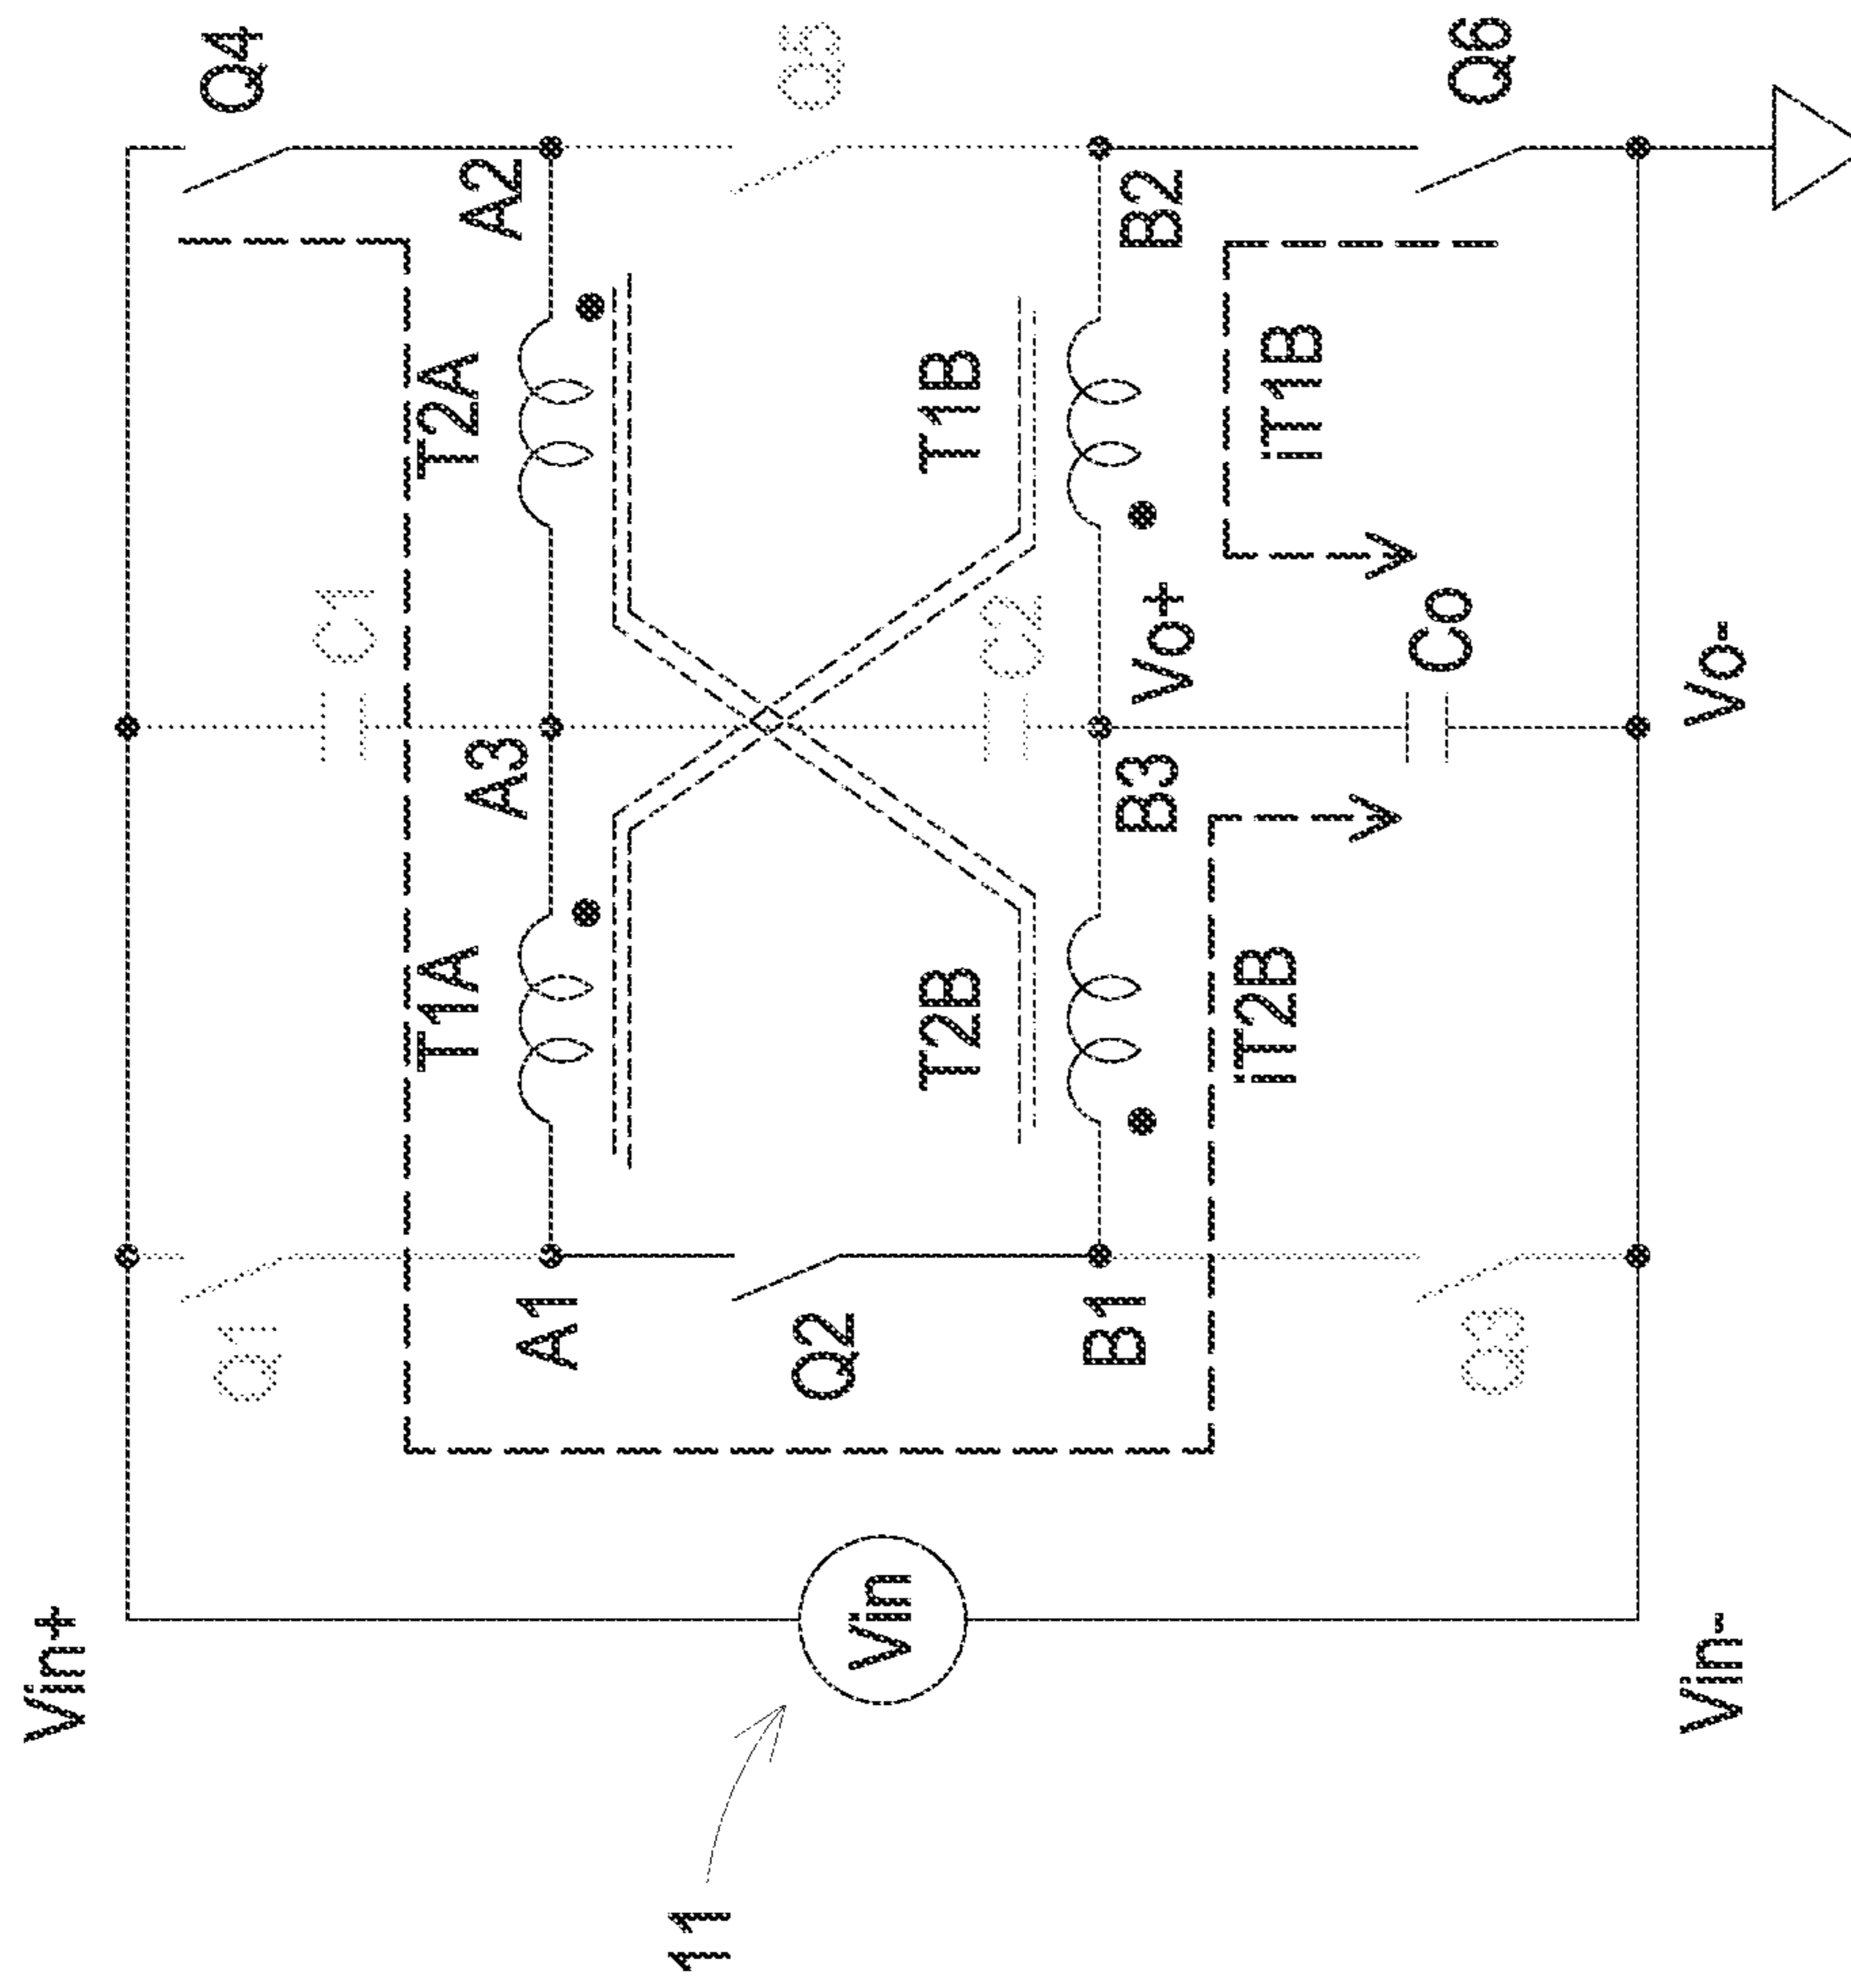 Vin+
Q4
Q1
C1
Q5
T1A
T2A
A1
A3
A2
Q2
C2
11
Vin
T2B
T1B
B1
B3
Vo+
B2
iT2B
iT1B
Q3
Co
Q6
Vin-
Vo-